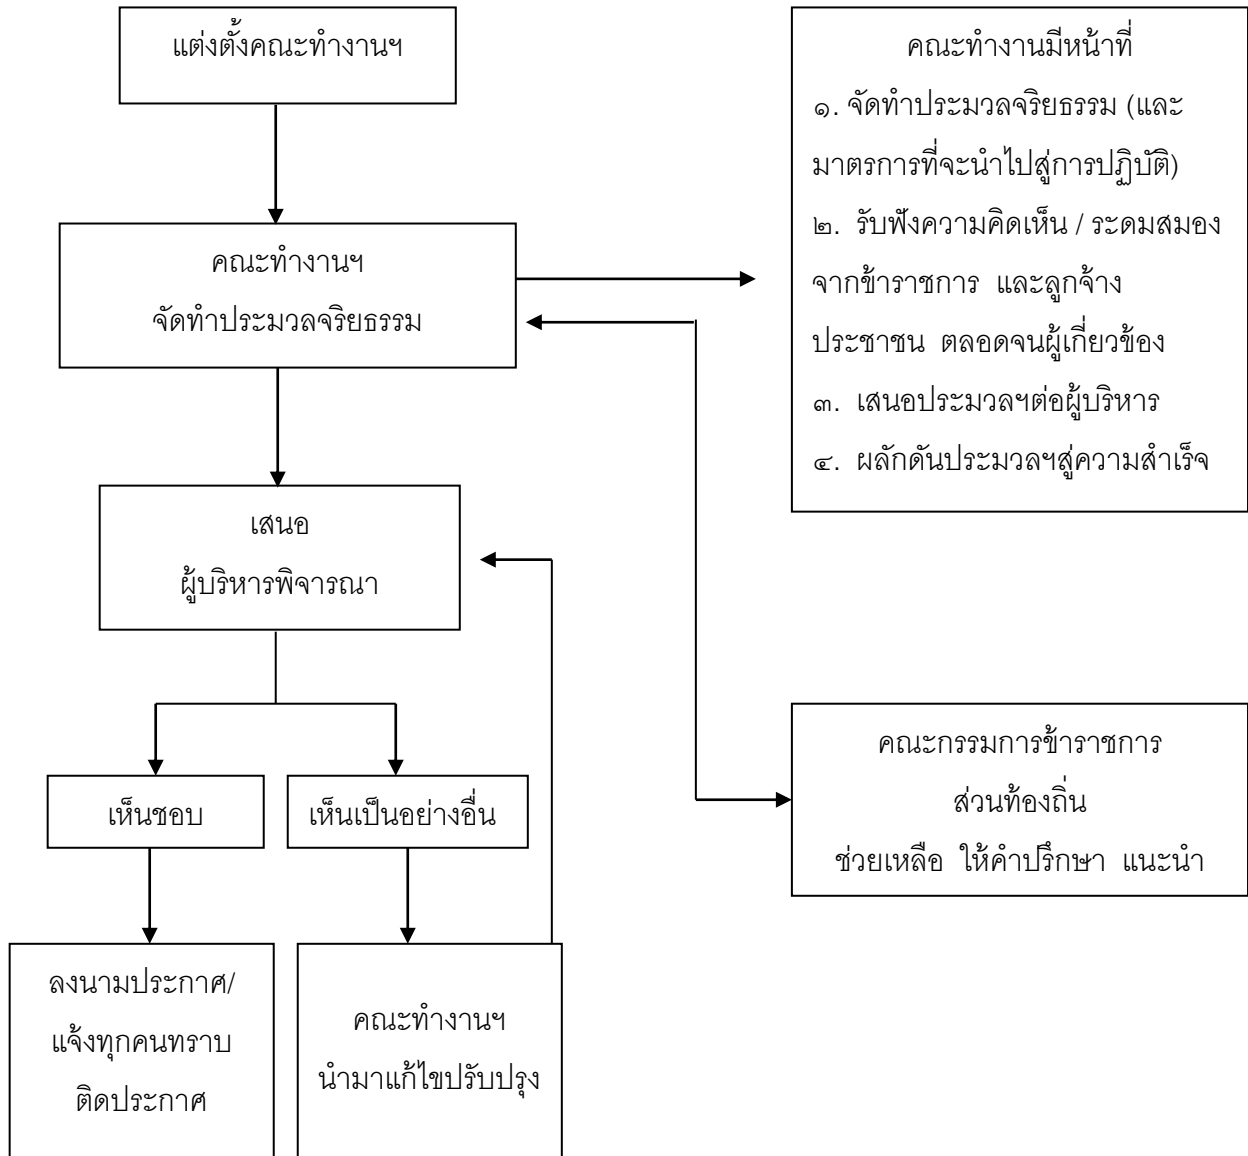 แต่งตั้งคณะทำงานฯ
คณะทำงานฯ
จัดทำประมวลจริยธรรม
เสนอ
ผู้บริหารพิจารณา
เห็นชอบ
เห็นเป็นอย่างอื่น
ลงนามประกาศ/
แจ้งทุกคนทราบ
ติดประกาศ
คณะทำงานฯ
นำมาแก้ไขปรับปรุง
คณะทำงานมีหน้าที่
๑. จัดทำประมวลจริยธรรม (และ
มาตรการที่จะนำไปสู่การปฏิบัติ)
๒. รับฟังความคิดเห็น / ระดมสมอง
จากข้าราชการ และลูกจ้าง
ประชาชน ตลอดจนผู้เกี่ยวข้อง
๓. เสนอประมวลฯต่อผู้บริหาร
๔. ผลักดันประมวลฯสู่ความสำเร็จ
คณะกรรมการข้าราชการ
ส่วนท้องถิ่น
ช่วยเหลือ ให้คำปรึกษา แนะนำ